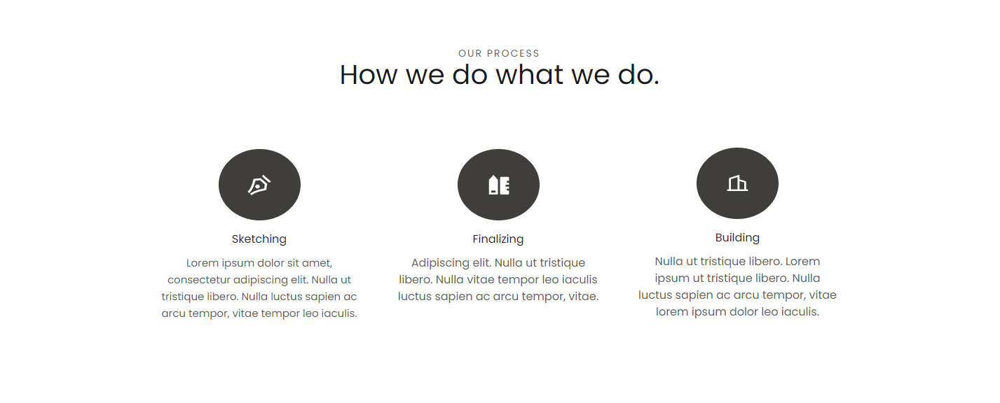 OUR PROCESS
How we do what we do.
Sketching
Lorem ipsum dolor sit amet,
consectetur adipiscing elit. Nulla ut
tristique libero. Nulla luctus sapien ac
arcu tempor, vitae tempor leo iaculis.
Finalizing
Adipiscing elit. Nulla ut tristique
libero. Nulla vitae tempor leo iaculis
luctus sapien ac arcu tempor, vitae.
Building
Nulla ut tristique libero. Lorem
ipsum ut tristique libero. Nulla
luctus sapien ac arcu tempor, vitae
lorem ipsum dolor leo iaculis.